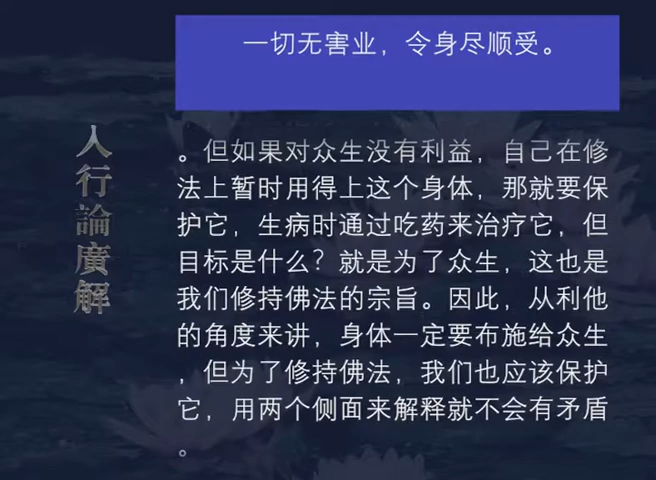 一切无害业，令身尽顺受。
人行論廣解
。但如果对众生没有利益，自己在修
法上暂时用得上这个身体，那就要保
护它，生病时通过吃药来治疗它，但
目标是什么？就是为了众生，这也是
我们修持佛法的宗旨。因此，从利他
的角度来讲，身体一定要布施给众生
，但为了修持佛法，我们也应该保护
它，用两个侧面来解释就不会有矛盾
。